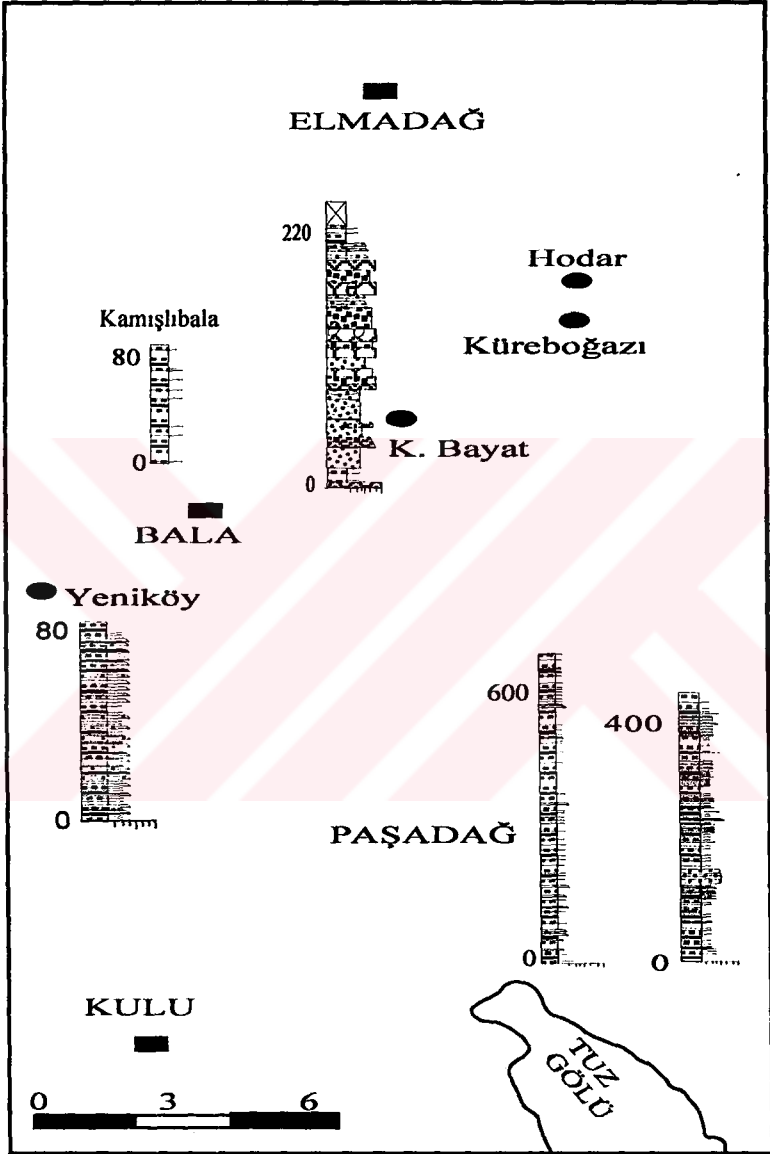 ELMADAĞ
220
Hodar
Kamışlıbala
Küreboğazı
80
K. Bayat
0
0
BALA
Yeniköy
80
600
400
0
PAŞADAĞ
0
0
KULU
TUZ
GÖLÜ
0 3 6